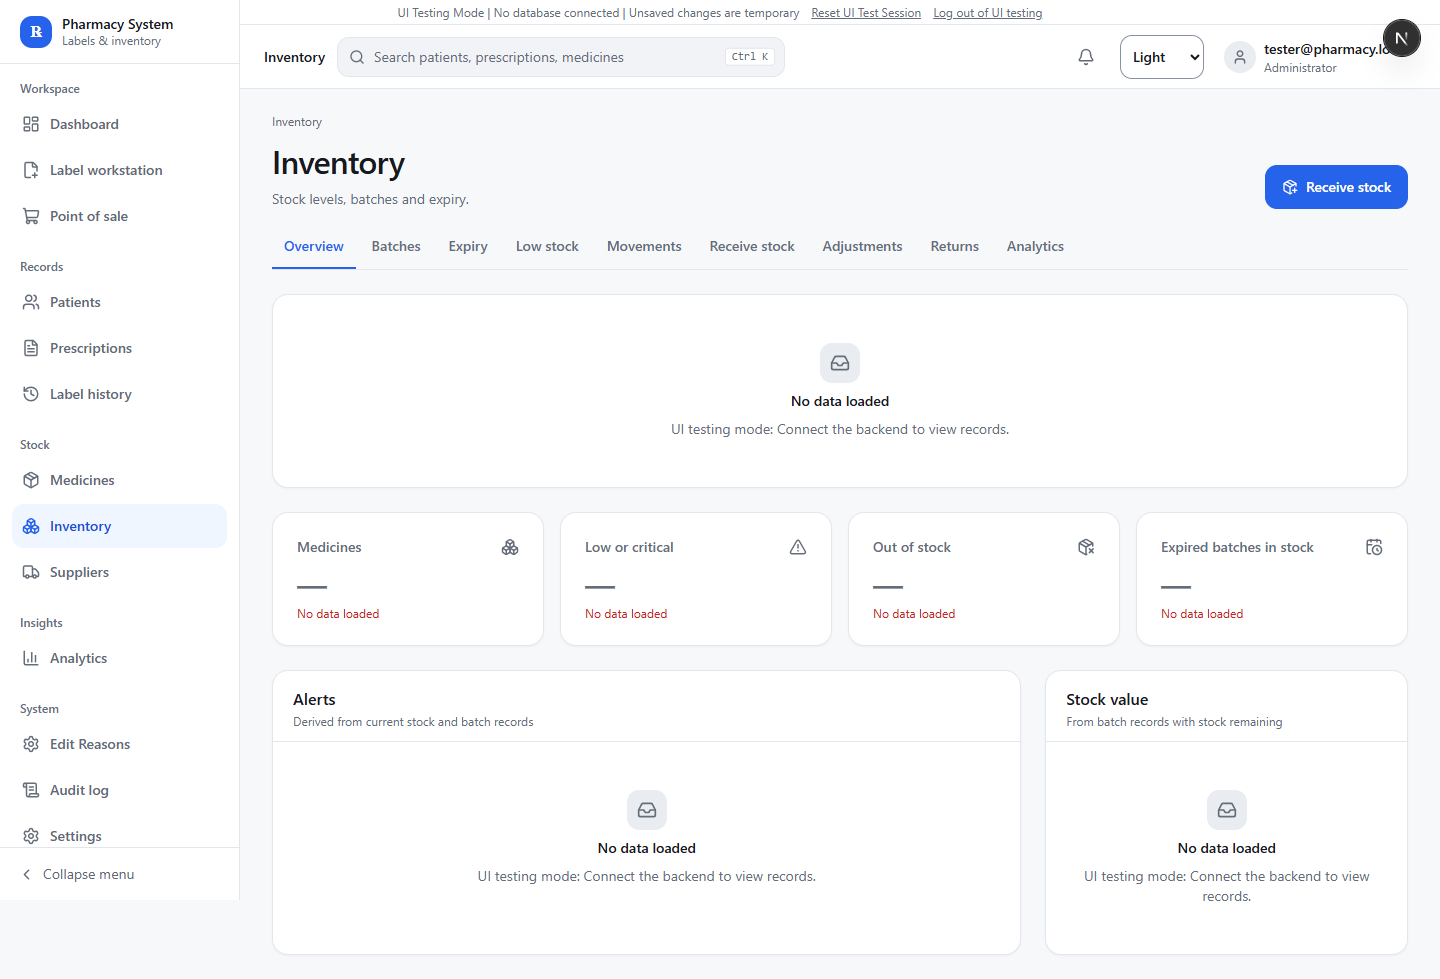 Pharmacy System
Labels & inventory
Workspace
Dashboard
Label workstation
Point of sale
Records
Patients
Prescriptions
Label history
Stock
Medicines
Inventory
Suppliers
Insights
Analytics
System
Edit Reasons
Audit log
Settings
Collapse menu
UI Testing Mode | No database connected | Unsaved changes are temporary Reset UI Test Session Log out of UI testing
Inventory
Search patients, prescriptions, medicines
Ctrl K
Light
tester@pharmacy.lo
Administrator
N
Inventory
Inventory
Stock levels, batches and expiry.
Receive stock
Overview Batches Expiry Low stock Movements Receive stock Adjustments Returns Analytics
No data loaded
UI testing mode: Connect the backend to view records.
Medicines
—
No data loaded
Low or critical
—
No data loaded
Out of stock
—
No data loaded
Expired batches in stock
—
No data loaded
Alerts
Derived from current stock and batch records
No data loaded
UI testing mode: Connect the backend to view records.
Stock value
From batch records with stock remaining
No data loaded
UI testing mode: Connect the backend to view
records.